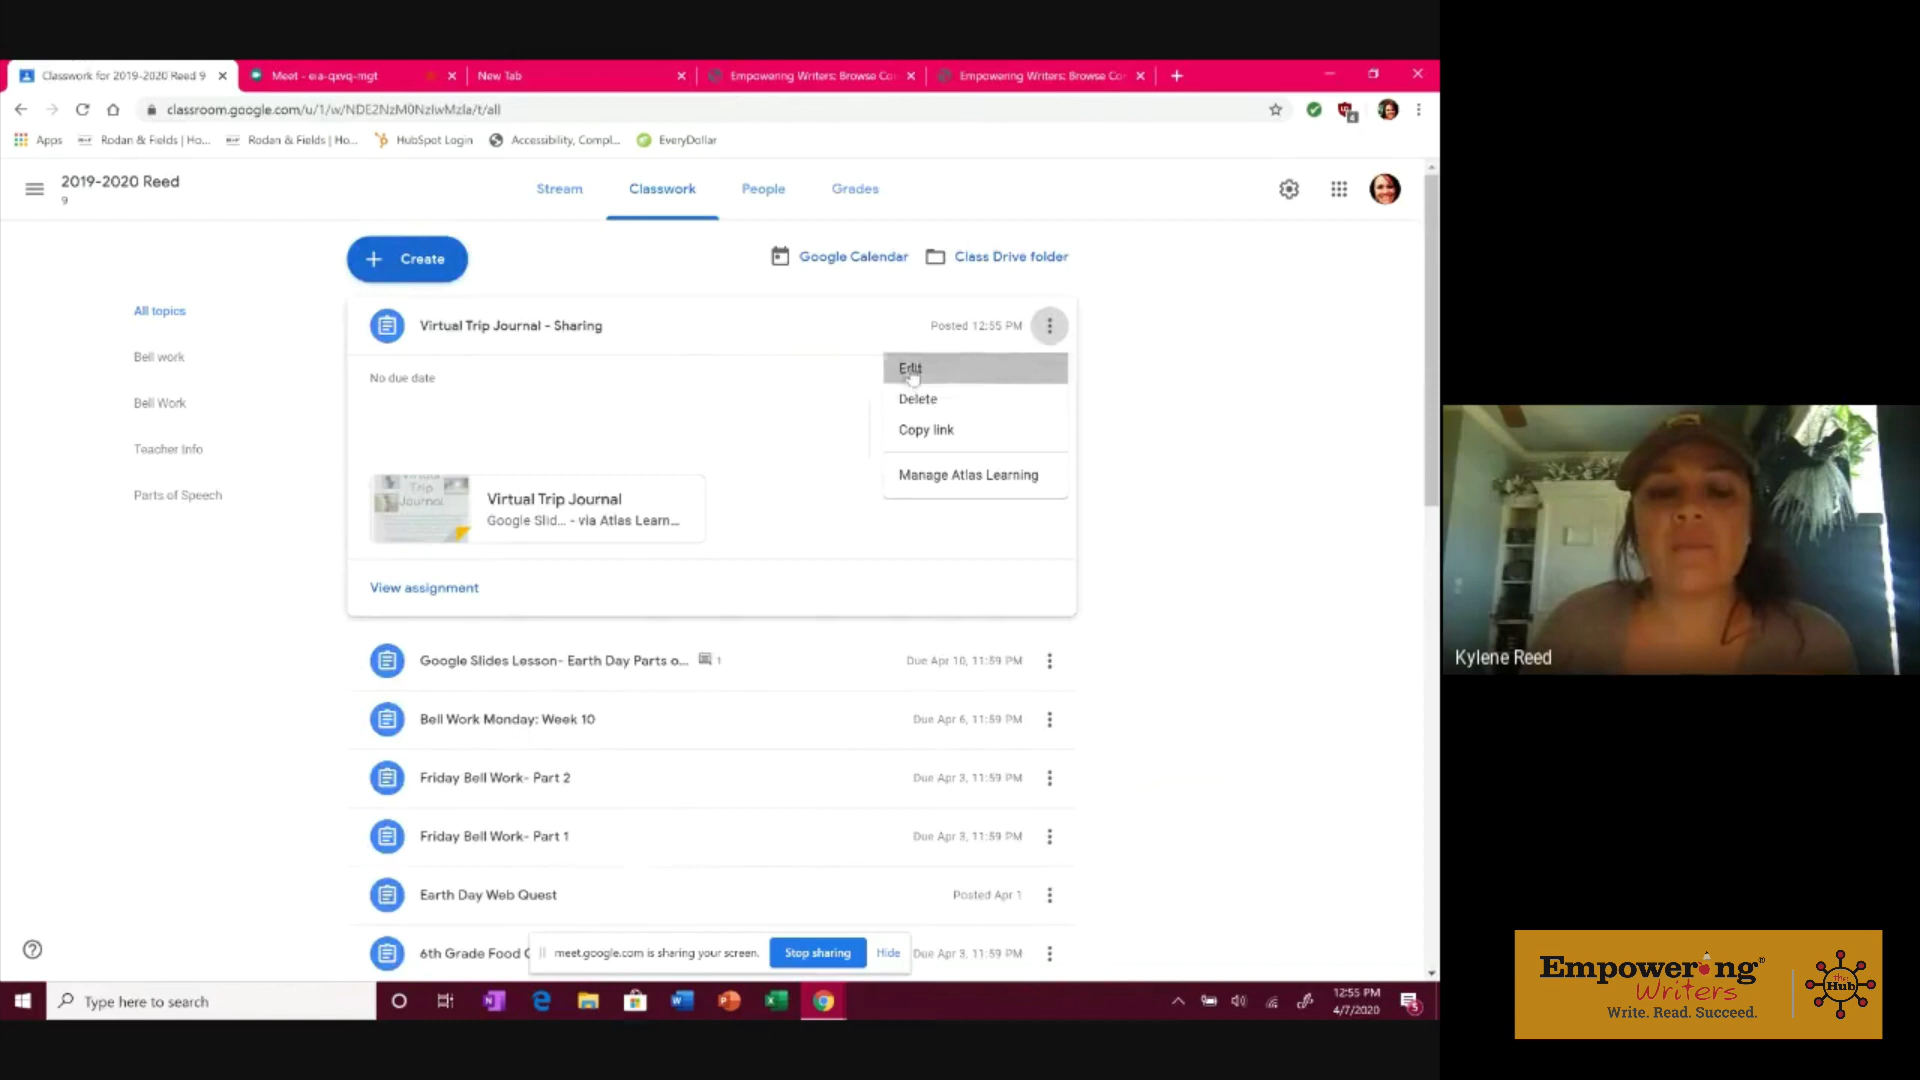 Classwork for 2019-2020 Reed 9
Meet - eia-qxvq-mgt
New Tab
Empowering Writers: Browse Co
Empowering Writers: Browse Co
classroom.google.com/u/1/w/NDE2NzM0NzIwMzla/t/all
Apps
Rodan & Fields | Ho...
Rodan & Fields | Ho...
HubSpot Login
Accessibility, Compl...
EveryDollar
2019-2020 Reed
9
Stream
Classwork
People
Grades
Create
Google Calendar
Class Drive folder
All topics
Bell work
Bell Work
Teacher Info
Parts of Speech
Virtual Trip Journal - Sharing
Posted 12:55 PM
Edit
Delete
Copy link
Manage Atlas Learning
No due date
Trip
Journal
Virtual Trip Journal
Google Slid... - via Atlas Learn...
View assignment
Google Slides Lesson- Earth Day Parts o...
1
Due Apr 10, 11:59 PM
Bell Work Monday: Week 10
Due Apr 6, 11:59 PM
Friday Bell Work- Part 2
Due Apr 3, 11:59 PM
Friday Bell Work- Part 1
Due Apr 3, 11:59 PM
Earth Day Web Quest
Posted Apr 1
6th Grade Food
Due Apr 3, 11:59 PM
meet.google.com is sharing your screen.
Stop sharing
Hide
Type here to search
12:55 PM
4/7/2020
5
Kylene Reed
Empowering®
Writers
Write. Read. Succeed.
the
Hub